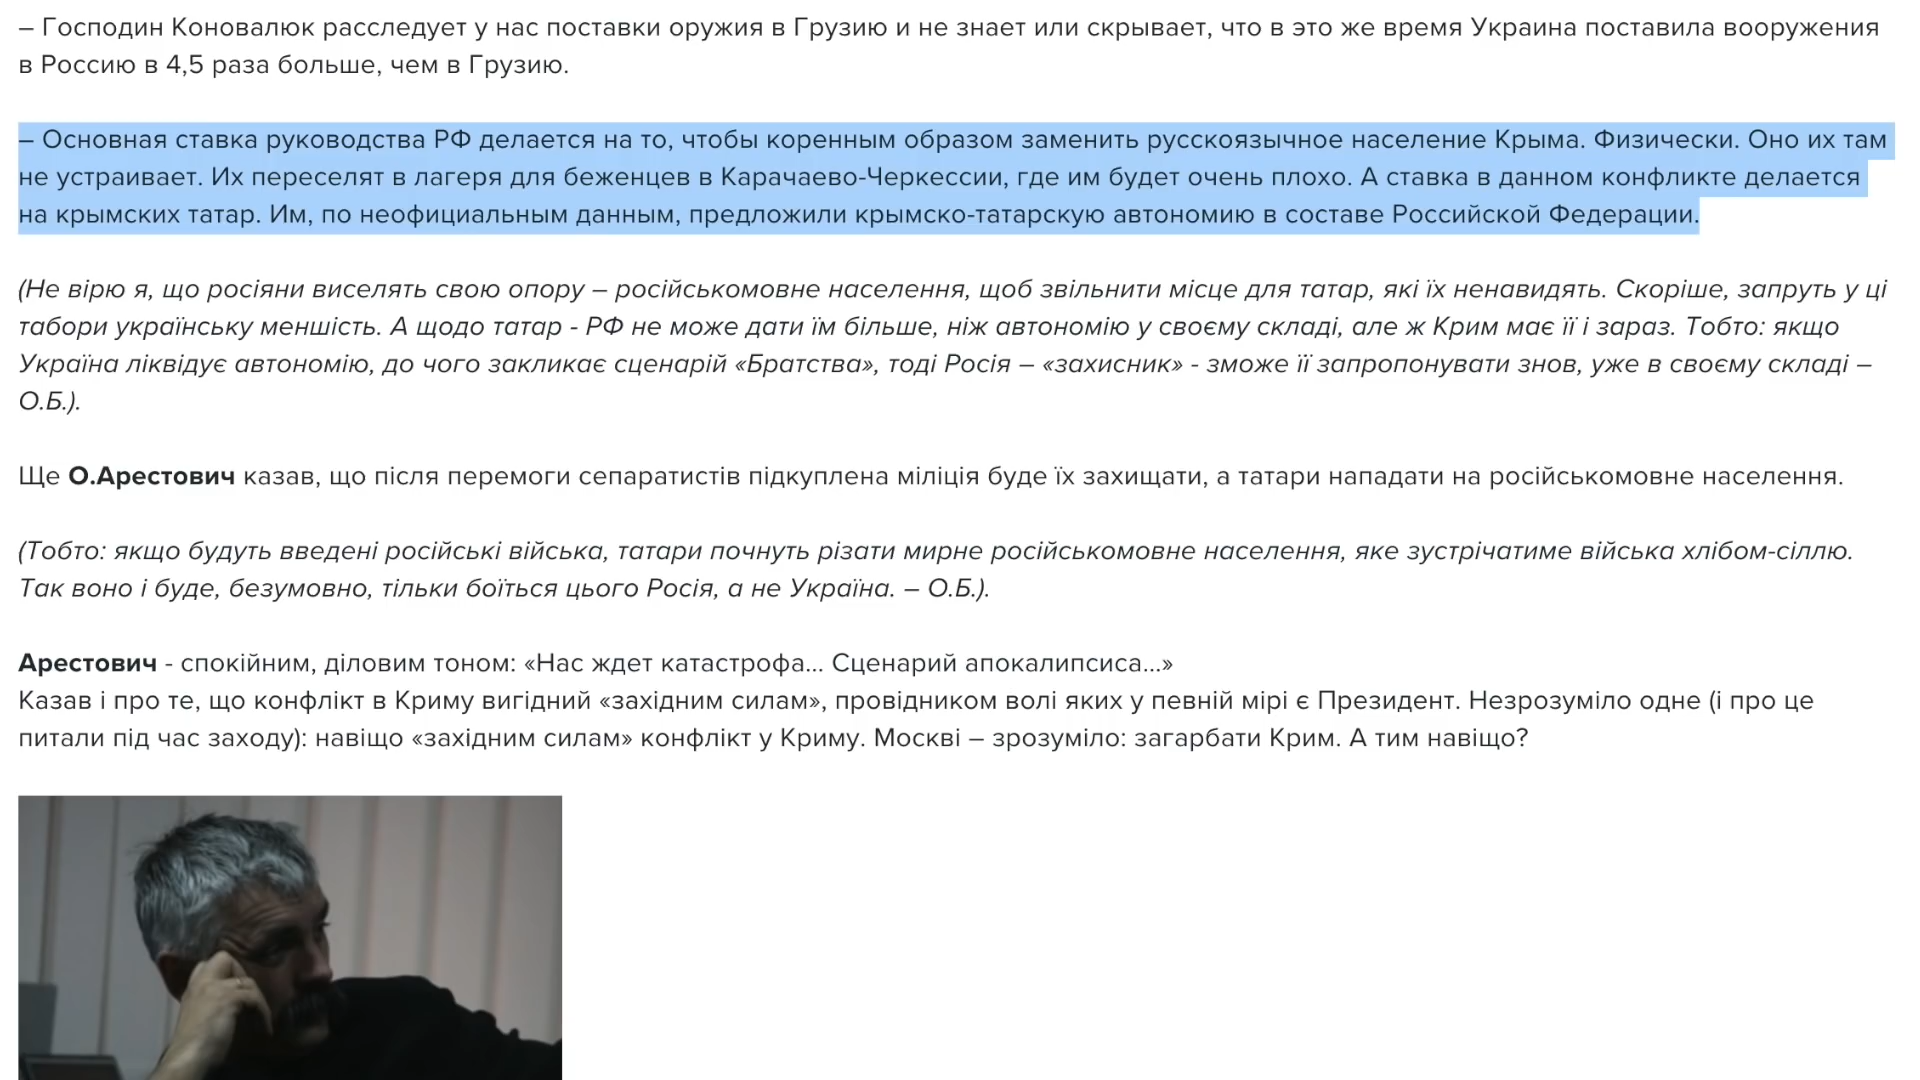 – Господин Коновалюк расследует у нас поставки оружия в Грузию и не знает или скрывает, что в это же время Украина поставила вооружения
в Россию в 4,5 раза больше, чем в Грузию.
– Основная ставка руководства РФ делается на то, чтобы коренным образом заменить русскоязычное население Крыма. Физически. Оно их там
не устраивает. Их переселят в лагеря для беженцев в Карачаево-Черкессии, где им будет очень плохо. А ставка в данном конфликте делается
на крымских татар. Им, по неофициальным данным, предложили крымско-татарскую автономию в составе Российской Федерации.
(Не вірю я, що росіяни виселять свою опору – російськомовне населення, щоб звільнити місце для татар, які їх ненавидять. Скоріше, запруть у ці
табори українську меншість. А щодо татар - РФ не може дати їм більше, ніж автономію у своєму складі, але ж Крим має її і зараз. Тобто: якщо
Україна ліквідує автономію, до чого закликає сценарій «Братства», тоді Росія – «захисник» - зможе її запропонувати знов, уже в своєму складі –
О.Б.).
Ще О.Арестович казав, що після перемоги сепаратистів підкуплена міліція буде їх захищати, а татари нападати на російськомовне населення.
(Тобто: якщо будуть введені російські війська, татари почнуть різати мирне російськомовне населення, яке зустрічатиме війська хлібом-сіллю.
Так воно і буде, безумовно, тільки боїться цього Росія, а не Україна. – О.Б.).
Арестович - спокійним, діловим тоном: «Нас ждет катастрофа... Сценарий апокалипсиса...»
Казав і про те, що конфлікт в Криму вигідний «західним силам», провідником волі яких у певній мірі є Президент. Незрозуміло одне (і про це
питали під час заходу): навіщо «західним силам» конфлікт у Криму. Москві – зрозуміло: загарбати Крим. А тим навіщо?